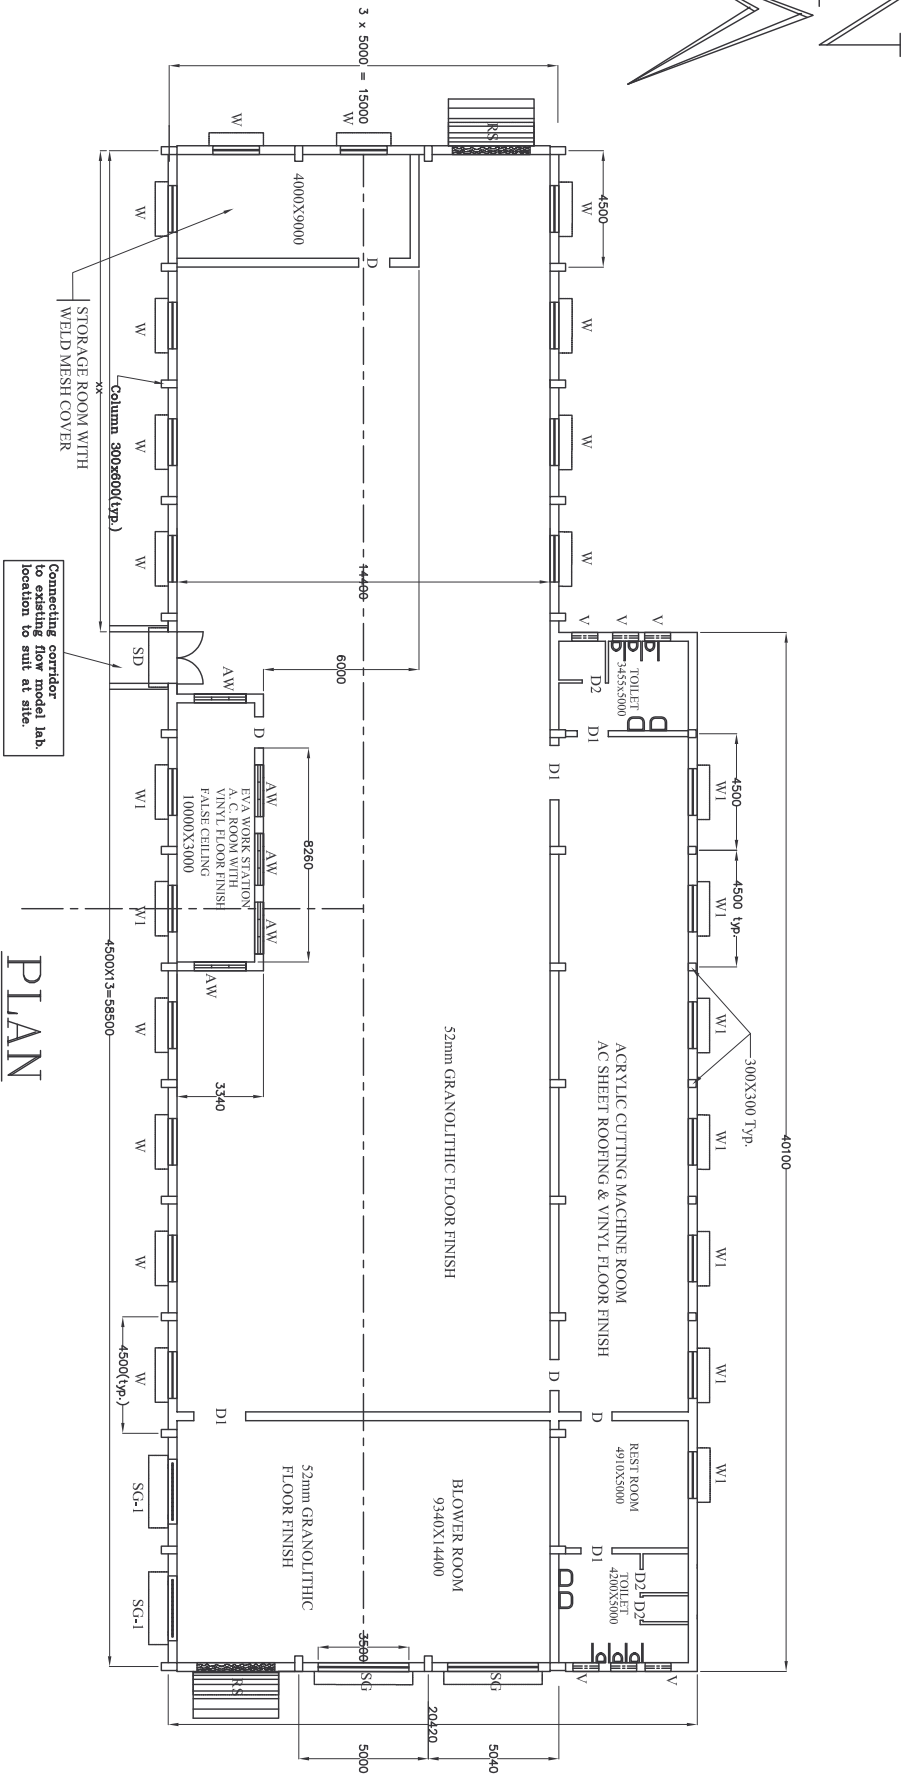 3 x 5000 = 15000
W
W
RS
4500
4000X9000
D
W
W
W
W
W
W
W
W
STORAGE ROOM WITH
WELD MESH COVER
xx
Column 300x600(typ.)
Connecting corridor
to existing flow model lab.
location to suit at site.
14400
6000
SD
AW
D
AW
AW
AW
AW
EVA WORK STATION
A. C. ROOM WITH
VINYL FLOOR FINISH
FALSE CEILING
10000X3000
8260
3340
V
V
V
TOILET
3455x5000
D2
D1
D1
4500
4500 typ.
300X300 Typ.
40100
W1
W1
W1
W1
W1
W1
W1
W1
W1
W
W
W
W
ACRYLIC CUTTING MACHINE ROOM
AC SHEET ROOFING & VINYL FLOOR FINISH
52mm GRANOLITHIC FLOOR FINISH
4500X13=58500
4500(typ.)
D
D
D1
REST ROOM
4910X5000
D1
D2
D2
TOILET
4200X5000
V
V
BLOWER ROOM
9340X14400
52mm GRANOLITHIC
FLOOR FINISH
SG-1
SG-1
3500
SG
SG
RS
20420
5000
5040
PLAN